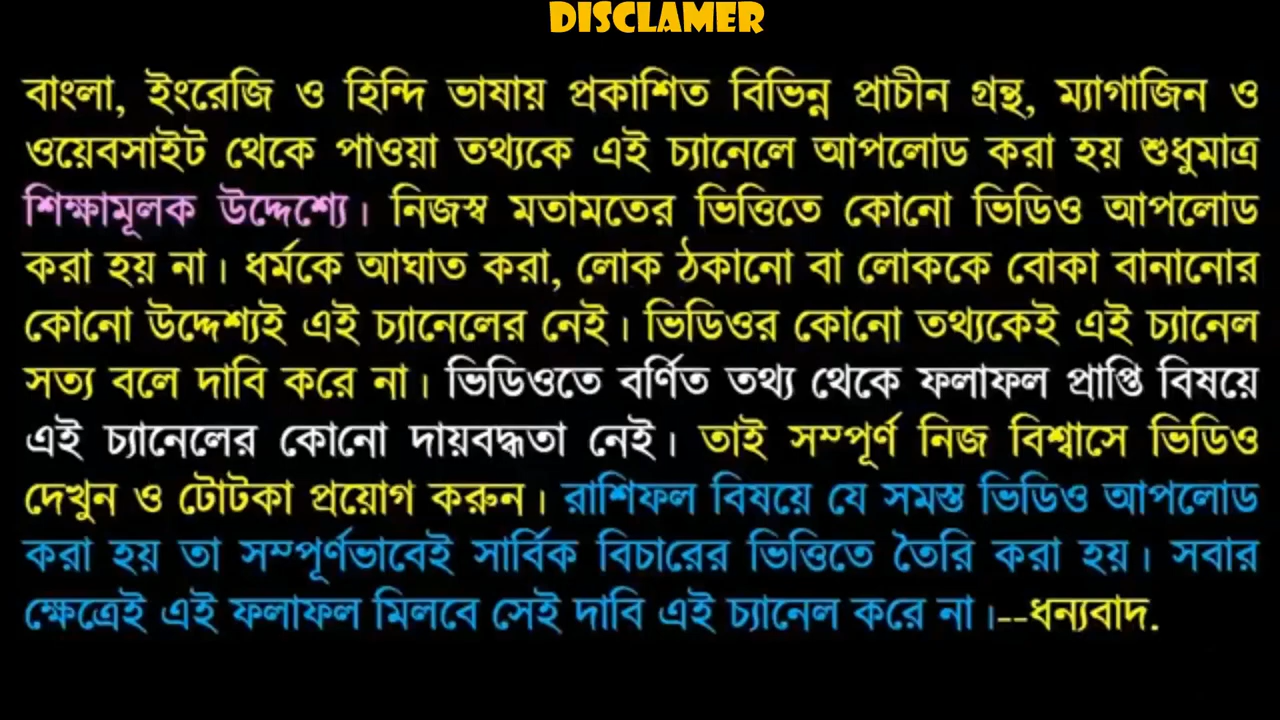 DISCLAMER
বাংলা, ইংরেজি ও হিন্দি ভাষায় প্রকাশিত বিভিন্ন প্রাচীন গ্রন্থ, ম্যাগাজিন ও
ওয়েবসাইট থেকে পাওয়া তথ্যকে এই চ্যানেলে আপলোড করা হয় শুধুমাত্র
শিক্ষামূলক উদ্দেশ্যে। নিজস্ব মতামতের ভিত্তিতে কোনো ভিডিও আপলোড
করা হয় না। ধর্মকে আঘাত করা, লোক ঠকানো বা লোককে বোকা বানানোর
কোনো উদ্দেশ্যই এই চ্যানেলের নেই। ভিডিওর কোনো তথ্যকেই এই চ্যানেল
সত্য বলে দাবি করে না। ভিডিওতে বর্ণিত তথ্য থেকে ফলাফল প্রাপ্তি বিষয়ে
এই চ্যানেলের কোনো দায়বদ্ধতা নেই। তাই সম্পূর্ণ নিজ বিশ্বাসে ভিডিও
দেখুন ও টোটকা প্রয়োগ করুন। রাশিফল বিষয়ে যে সমস্ত ভিডিও আপলোড
করা হয় তা সম্পূর্ণভাবেই সার্বিক বিচারের ভিত্তিতে তৈরি করা হয়। সবার
ক্ষেত্রেই এই ফলাফল মিলবে সেই দাবি এই চ্যানেল করে না।--ধন্যবাদ.